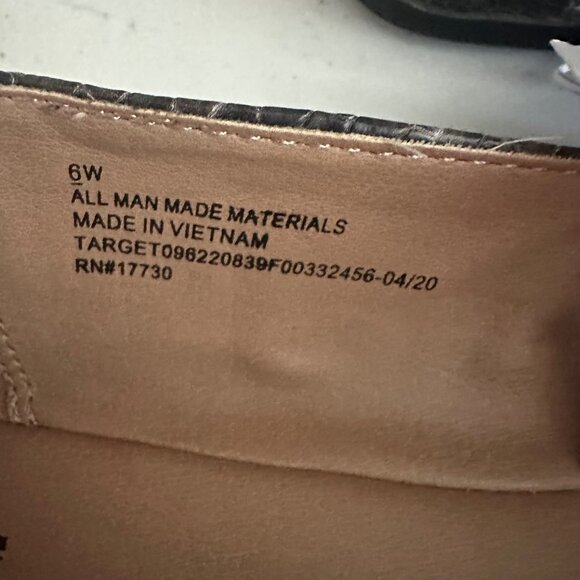 6W
ALL MAN MADE MATERIALS
MADE IN VIETNAM
TARGET096220839F00332456-04/20
RN#17730